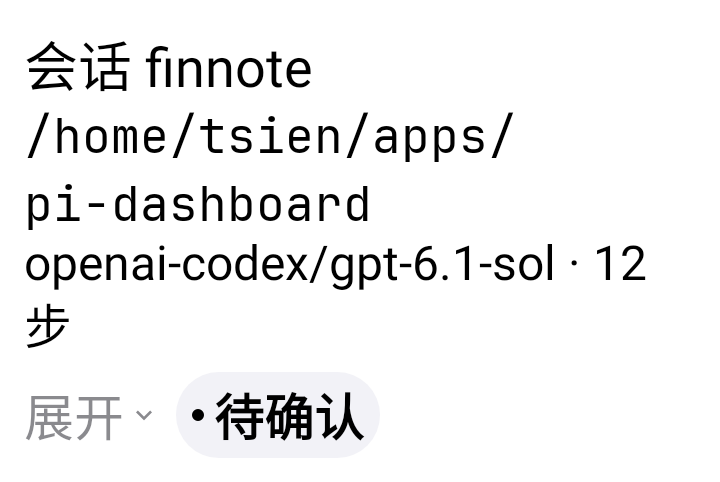 会话 finnote
/home/tsien/apps/
pi-dashboard
openai-codex/gpt-6.1-sol · 12
步
展开 • 待确认